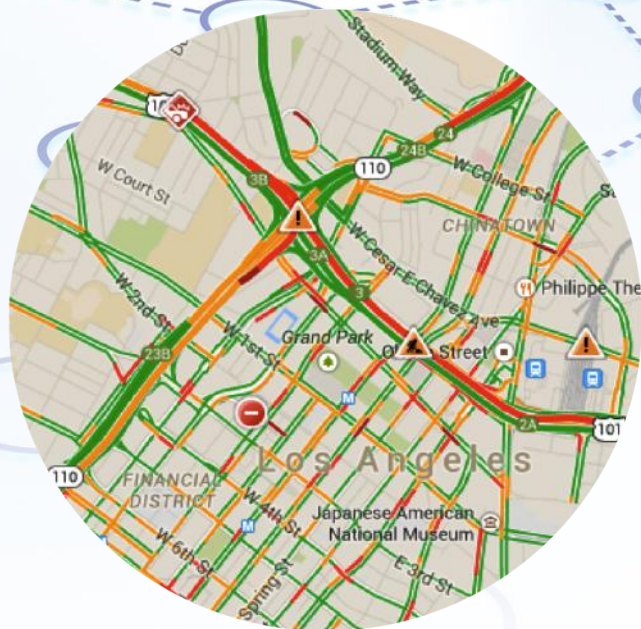 Stadium Way
24
24B
110
W College St
3B
W Court St
CHINATOWN
3A
W Cesar E Chavez Ave
3
Philippe The
W 2nd St
Grand Park
Street
23B
W 1st St
M
2A
101
Los Angeles
110
FINANCIAL
DISTRICT
W 4th St
Japanese American
National Museum
M
W 6th St
E 3rd St
Spring St